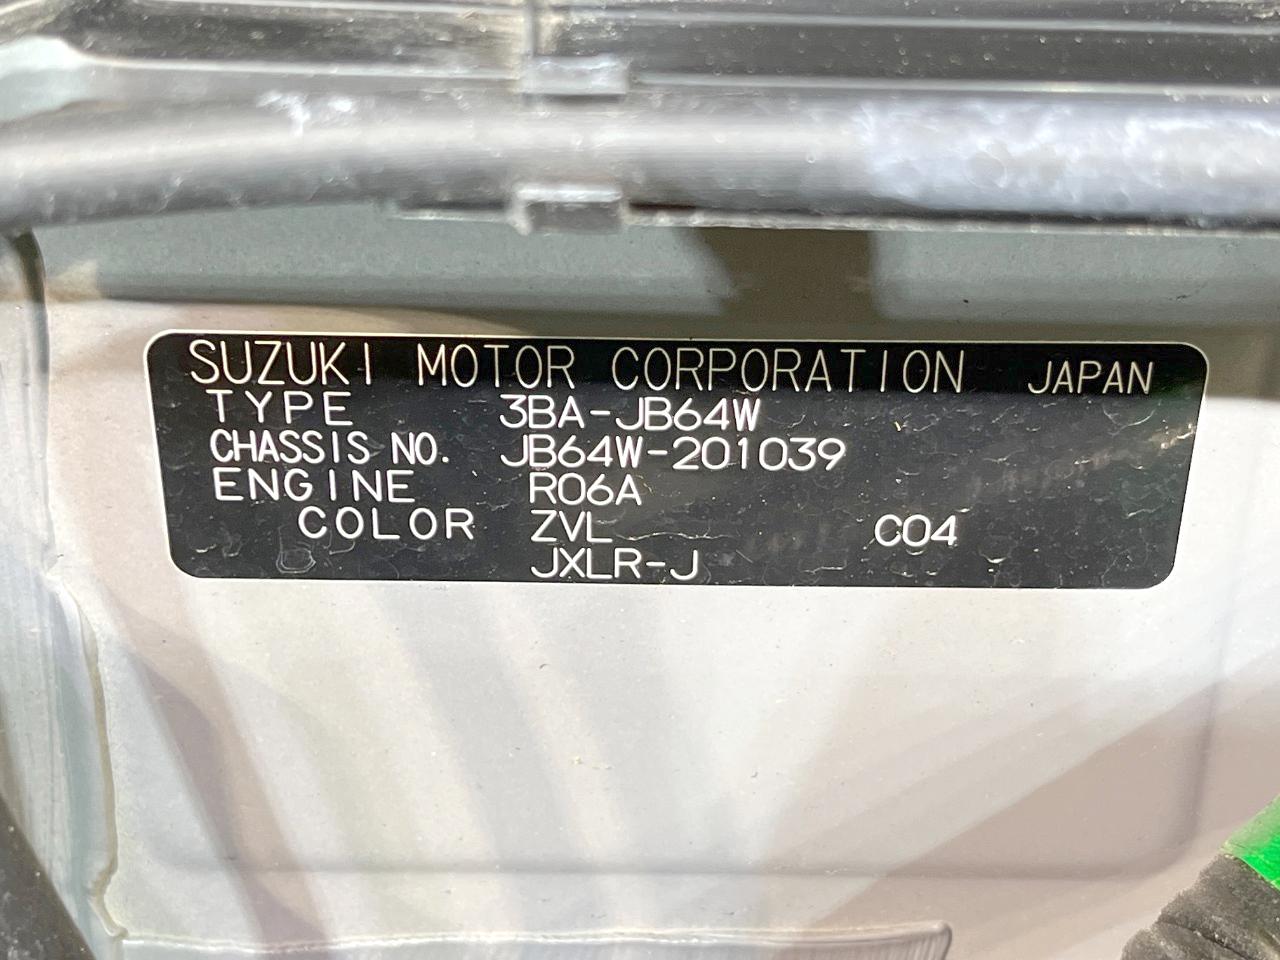 SUZUKI MOTOR CORPORATION JAPAN
TYPE 3BA-JB64W
CHASSIS NO. JB64W-201039
ENGINE R06A
COLOR ZVL C04
JXLR-J